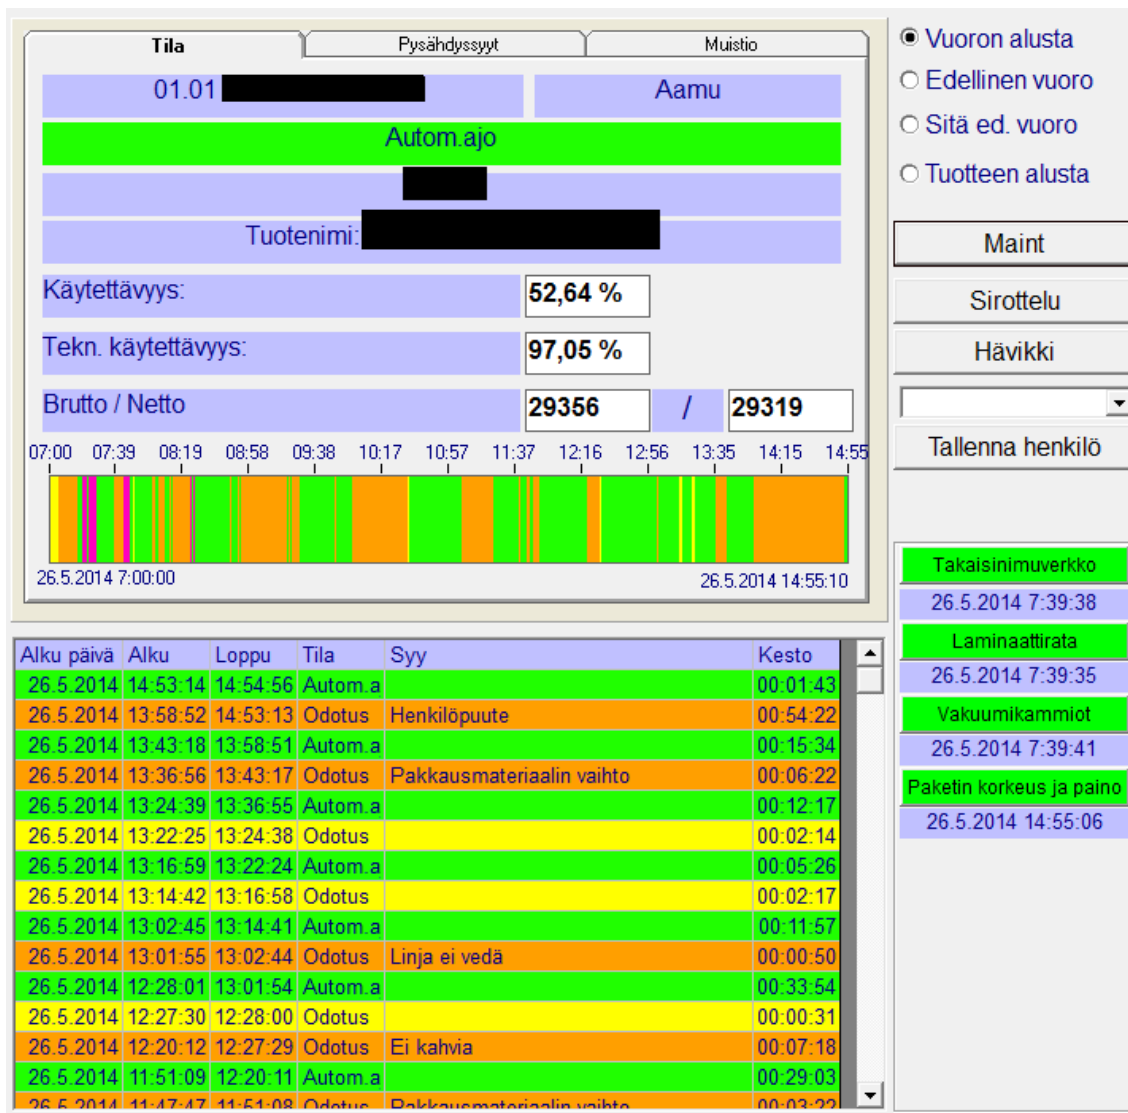 Tila Pysähdyssyyt Muistio
01.01 Aamu
Autom.ajo
Tuotenimi:
Käytettävyys: 52,64 %
Tekn. käytettävyys: 97,05 %
Brutto / Netto 29356 / 29319
07:00 07:39 08:19 08:58 09:38 10:17 10:57 11:37 12:16 12:56 13:35 14:15 14:55
26.5.2014 7:00:00 26.5.2014 14:55:10
Vuoron alusta
Edellinen vuoro
Sitä ed. vuoro
Tuotteen alusta
Maint
Sirottelu
Hävikki
Tallenna henkilö
Takaisinimuverkko
26.5.2014 7:39:38
Laminaattirata
26.5.2014 7:39:35
Vakuumikammiot
26.5.2014 7:39:41
Paketin korkeus ja paino
26.5.2014 14:55:06
Alku päivä Alku Loppu Tila Syy Kesto
26.5.2014 14:53:14 14:54:56 Autom.a 00:01:43
26.5.2014 13:58:52 14:53:13 Odotus Henkilöpuute 00:54:22
26.5.2014 13:43:18 13:58:51 Autom.a 00:15:34
26.5.2014 13:36:56 13:43:17 Odotus Pakkausmateriaalin vaihto 00:06:22
26.5.2014 13:24:39 13:36:55 Autom.a 00:12:17
26.5.2014 13:22:25 13:24:38 Odotus 00:02:14
26.5.2014 13:16:59 13:22:24 Autom.a 00:05:26
26.5.2014 13:14:42 13:16:58 Odotus 00:02:17
26.5.2014 13:02:45 13:14:41 Autom.a 00:11:57
26.5.2014 13:01:55 13:02:44 Odotus Linja ei vedä 00:00:50
26.5.2014 12:28:01 13:01:54 Autom.a 00:33:54
26.5.2014 12:27:30 12:28:00 Odotus 00:00:31
26.5.2014 12:20:12 12:27:29 Odotus Ei kahvia 00:07:18
26.5.2014 11:51:09 12:20:11 Autom.a 00:29:03
26.5.2014 11:47:47 11:51:08 Odotus Pakkausmateriaalin vaihto 00:03:22